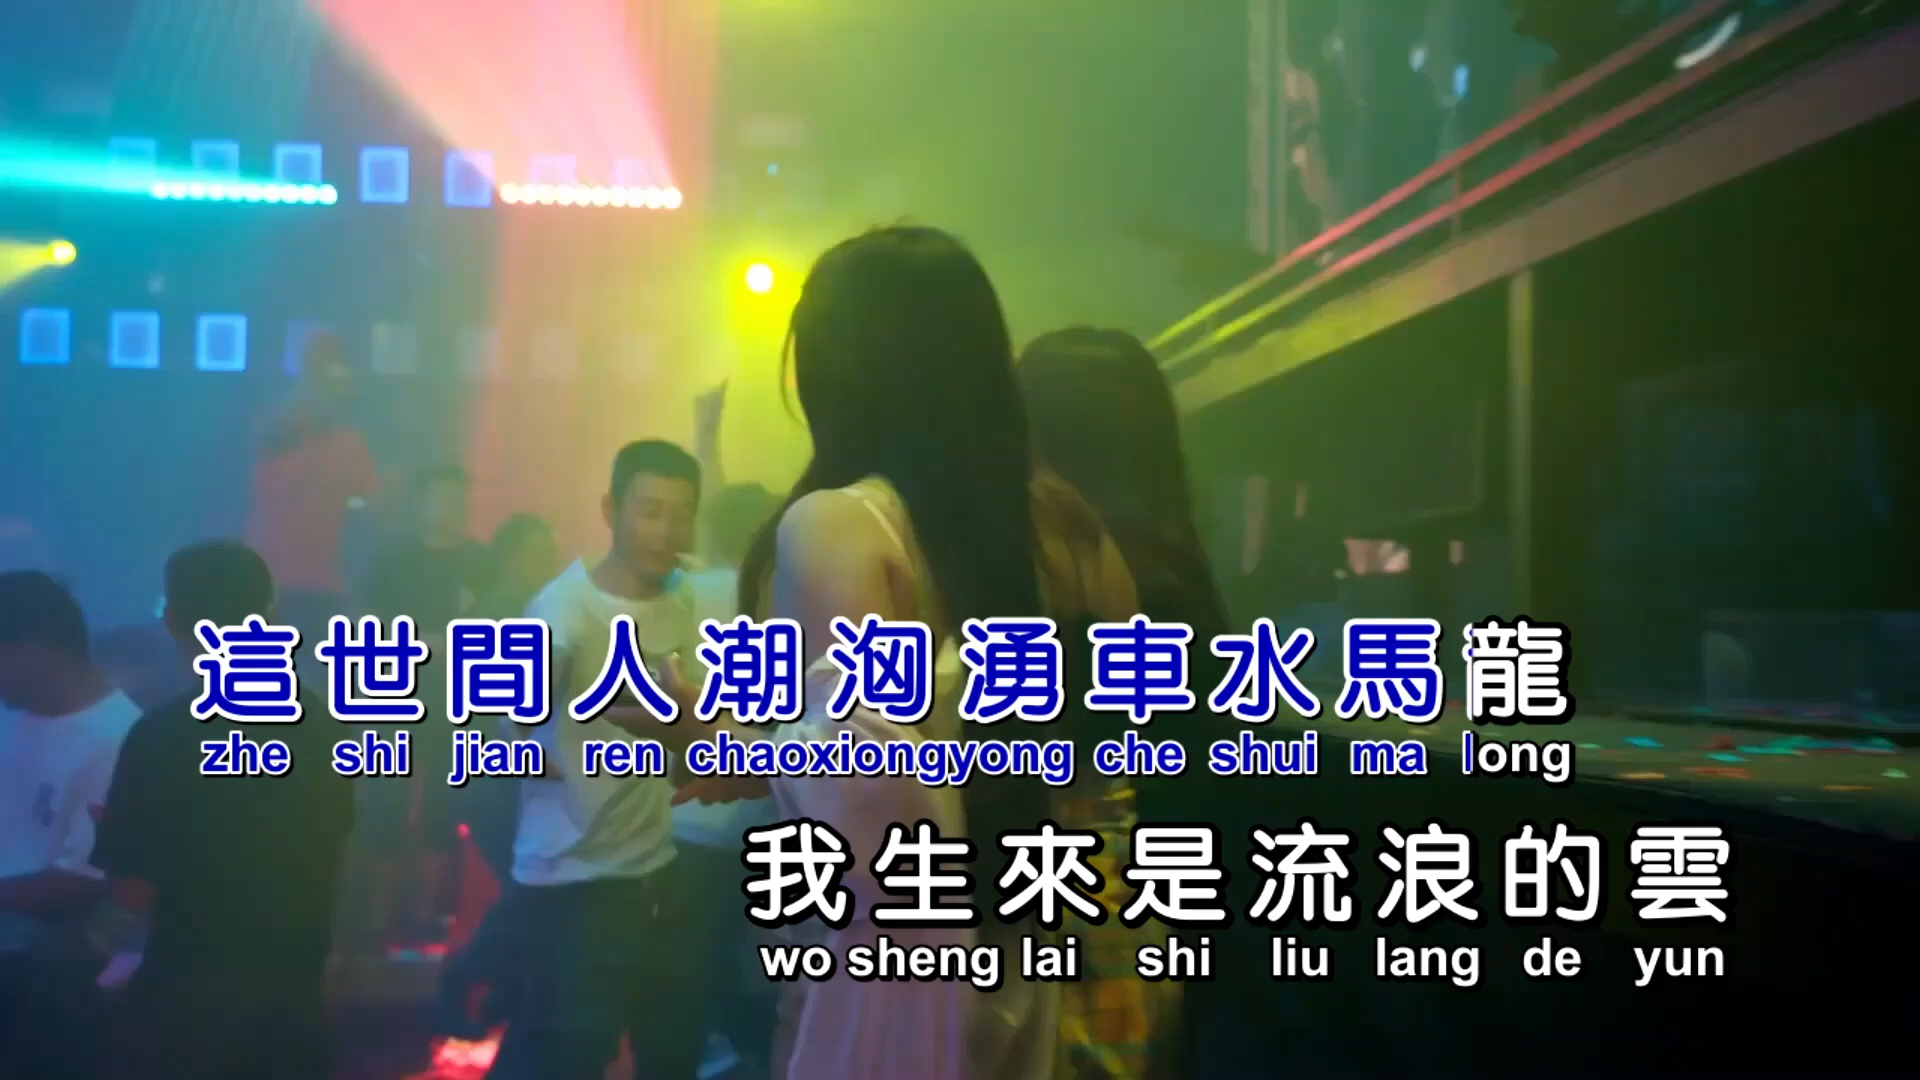 這世間人潮洶湧車水馬龍
zhe shi jian ren chaoxiongyong che shui ma long
我生來是流浪的雲
wo sheng lai shi liu lang de yun